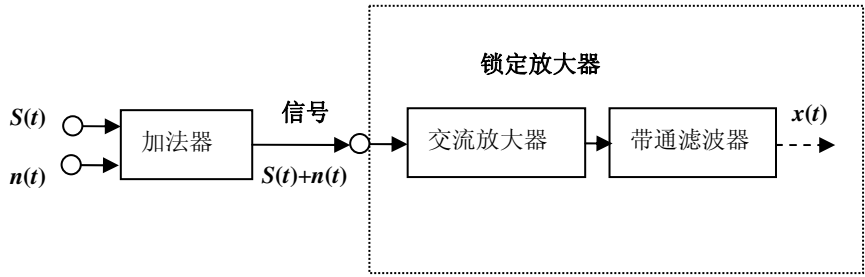 锁定放大器
S(t)
n(t)
加法器
信号
S(t)+n(t)
交流放大器
带通滤波器
x(t)